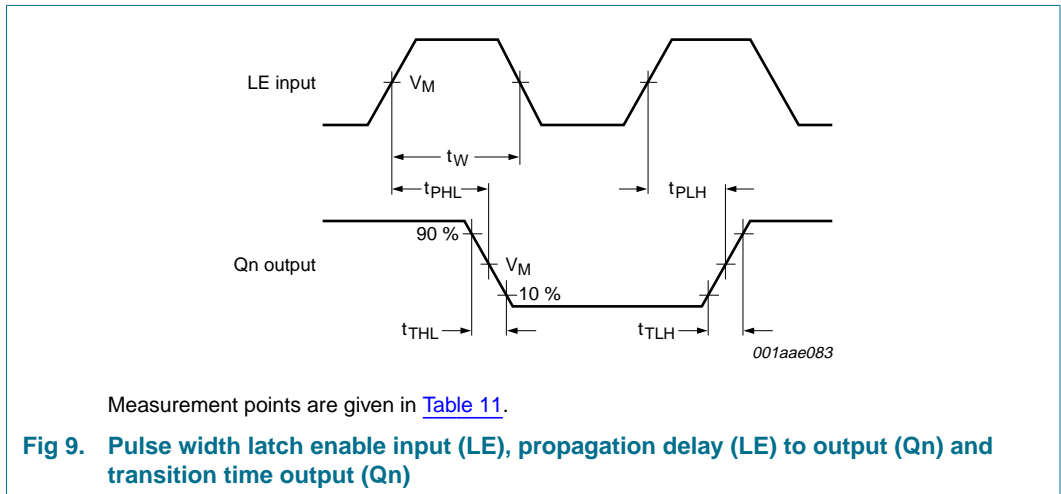 LE input
VM
tW
tPHL
tPLH
90 %
Qn output
VM
10 %
tTHL
tTLH
001aae083
Measurement points are given in Table 11.
Fig 9. Pulse width latch enable input (LE), propagation delay (LE) to output (Qn) and
transition time output (Qn)